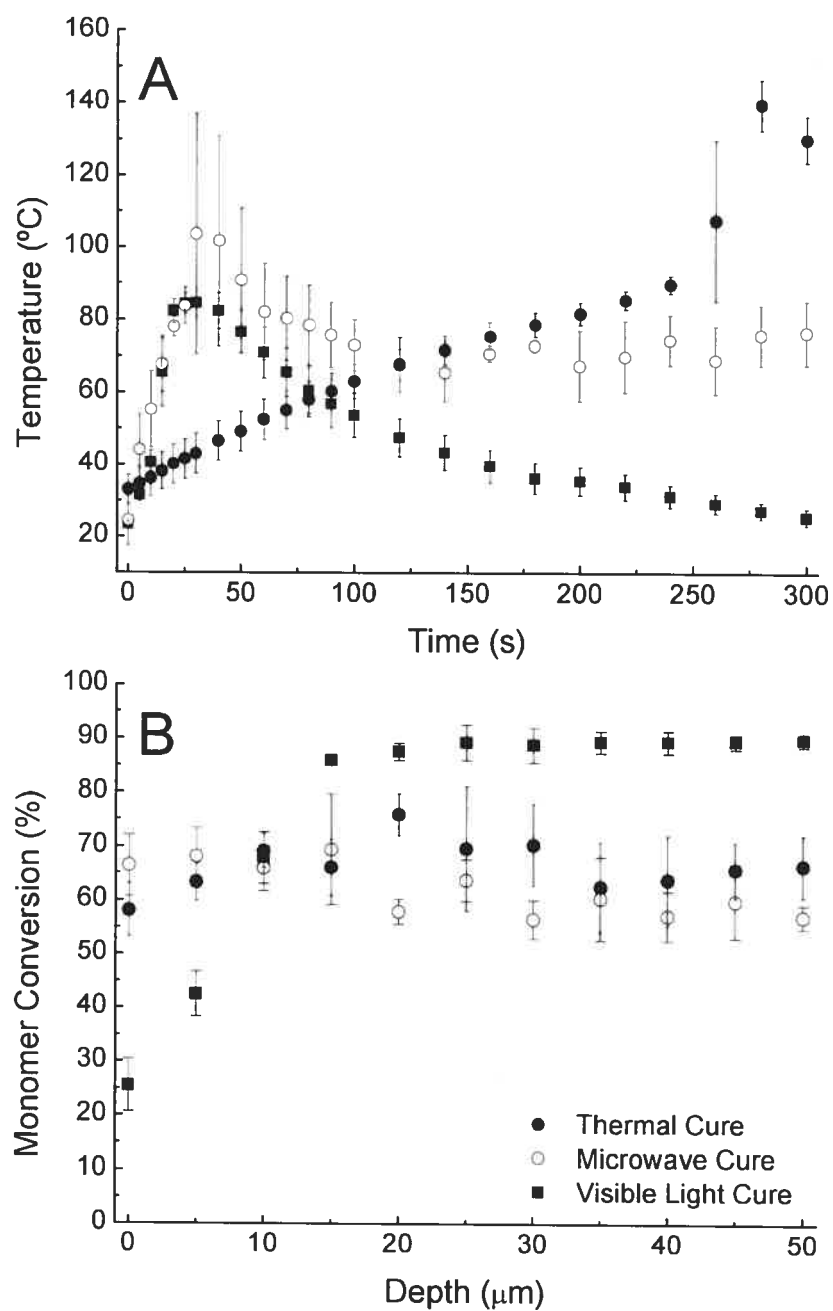 A
160
140
120
100
80
60
40
20
Temperature (ºC)
0 50 100 150 200 250 300
Time (s)
B
100
90
80
70
60
50
40
30
20
10
0
Monomer Conversion (%)
Thermal Cure
Microwave Cure
Visible Light Cure
0 10 20 30 40 50
Depth (μm)